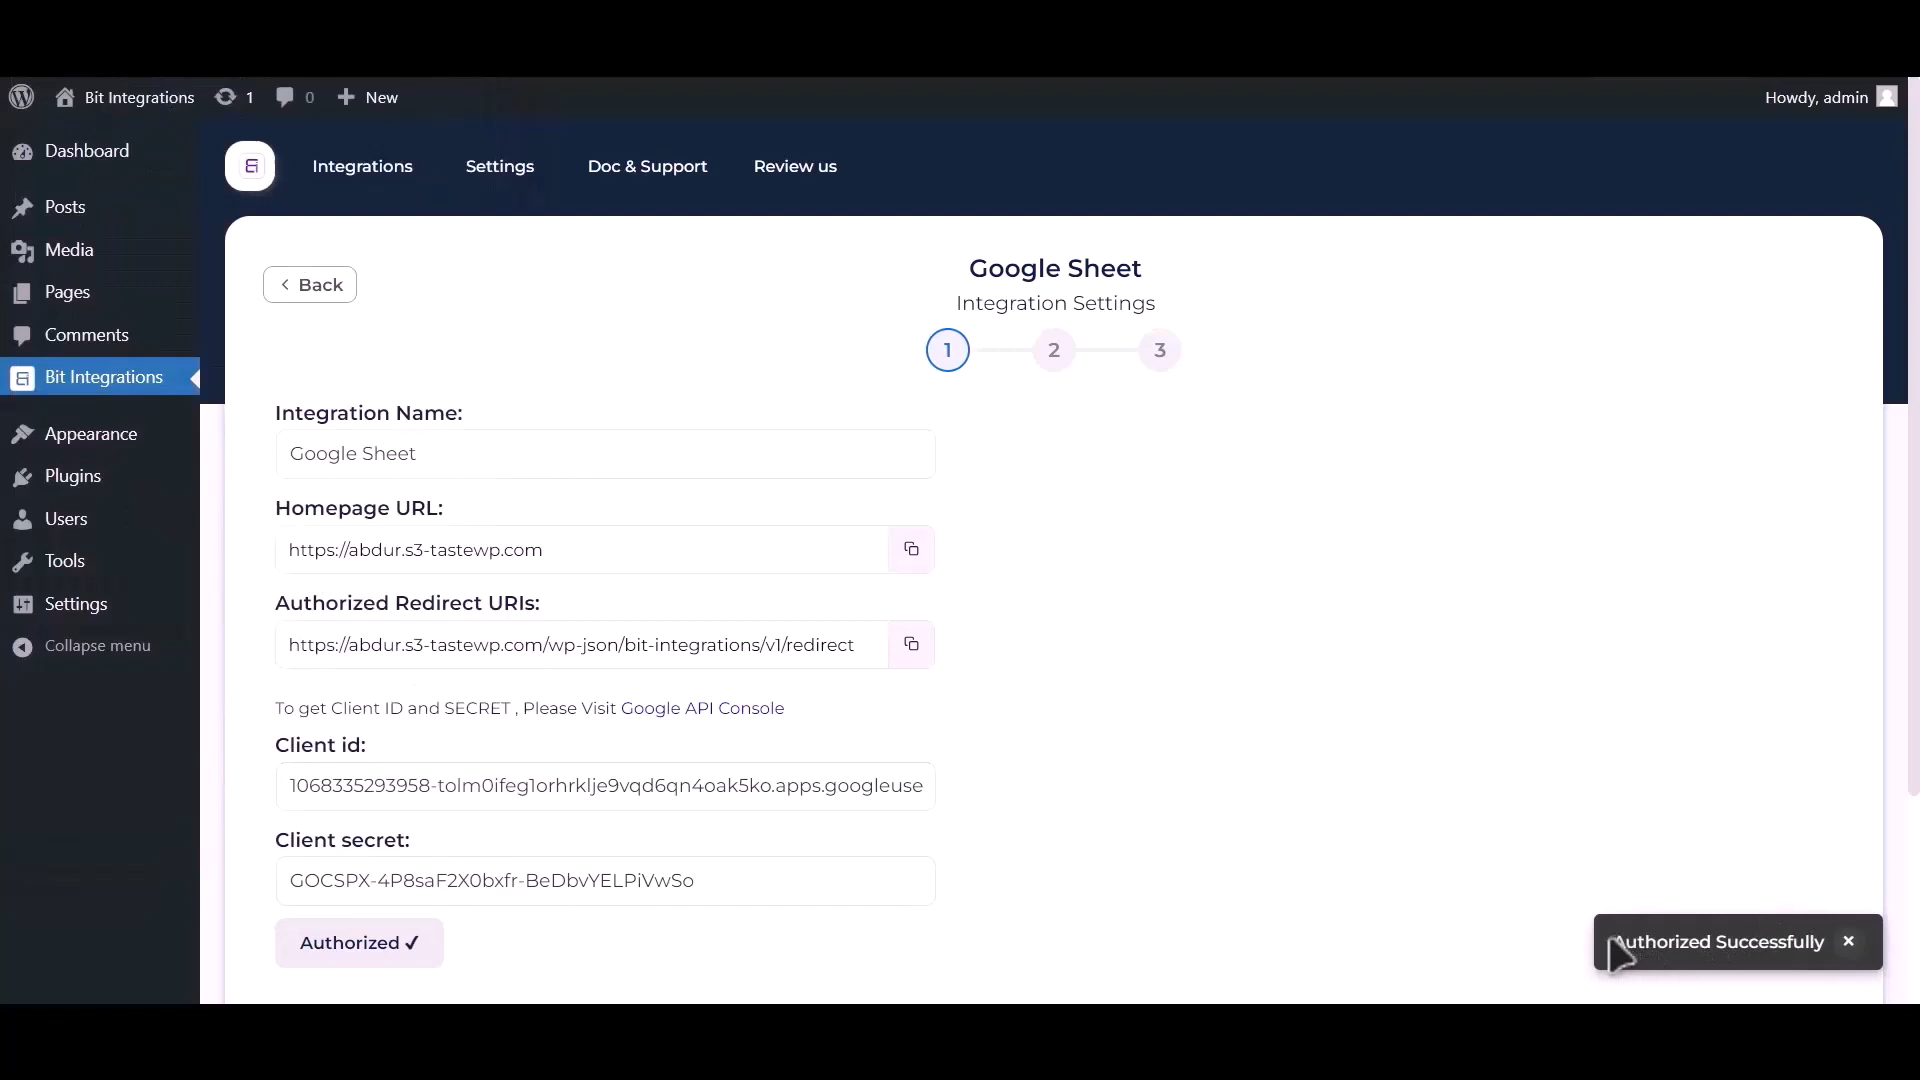 Bit Integrations
1
0
New
Howdy, admin
Dashboard
Posts
Media
Pages
Comments
Bit Integrations
Appearance
Plugins
Users
Tools
Settings
Collapse menu
Integrations
Settings
Doc & Support
Review us
Back
Google Sheet
Integration Settings
1
2
3
Integration Name:
Google Sheet
Homepage URL:
https://abdur.s3-tastewp.com
Authorized Redirect URIs:
https://abdur.s3-tastewp.com/wp-json/bit-integrations/v1/redirect
To get Client ID and SECRET , Please Visit Google API Console
Client id:
1068335293958-tolm0ifeg1orhrklje9vqd6qn4oak5ko.apps.googleuse
Client secret:
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
Authorized ✓
Authorized Successfully